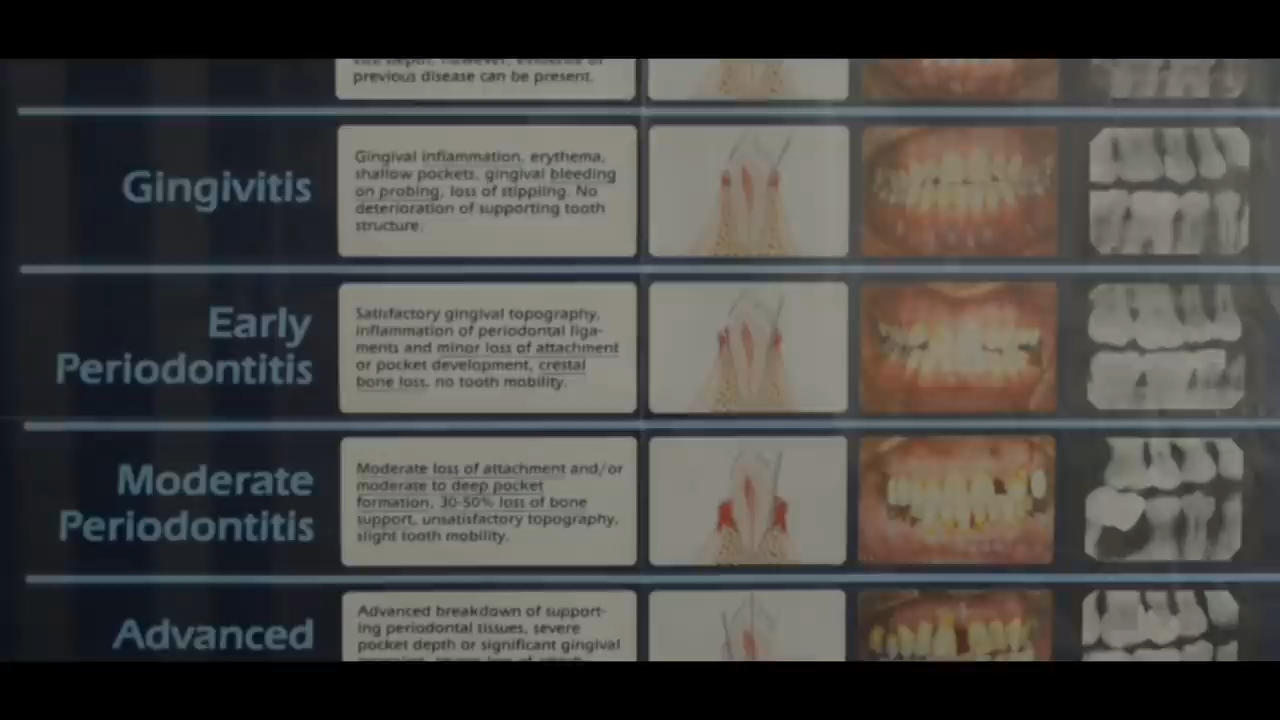 previous disease can be present.
Gingivitis
Gingival inflammation, erythema,
shallow pockets, gingival bleeding
on probing, loss of stippling. No
deterioration of supporting tooth
structure.
Early
Periodontitis
Satisfactory gingival topography,
inflammation of periodontal liga-
ments and minor loss of attachment
or pocket development, crestal
bone loss, no tooth mobility.
Moderate
Periodontitis
Moderate loss of attachment and/or
moderate to deep pocket
formation, 30-50% loss of bone
support, unsatisfactory topography,
slight tooth mobility.
Advanced
Advanced breakdown of support-
ing periodontal tissues, severe
pocket depth or significant gingival